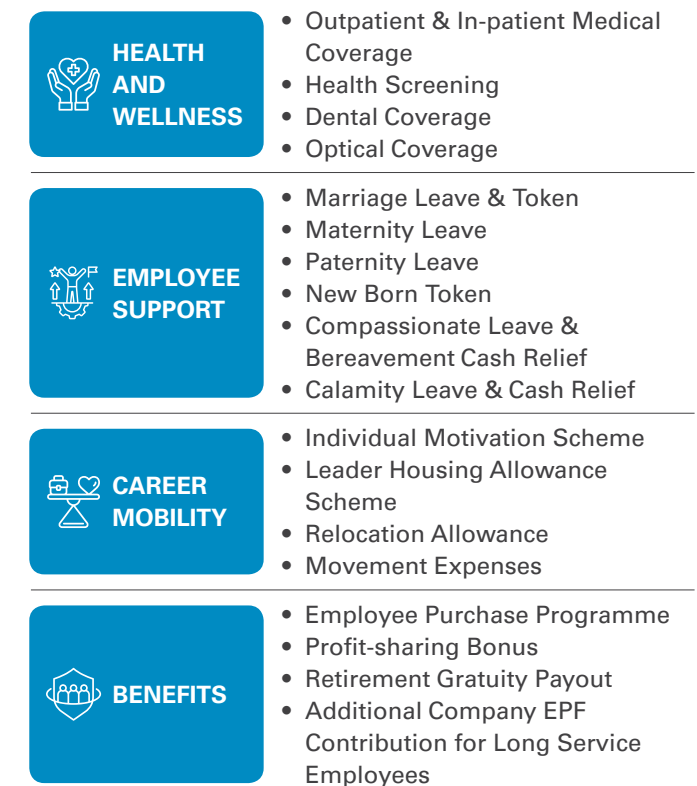 HEALTH
AND
WELLNESS
• Outpatient & In-patient Medical
Coverage
• Health Screening
• Dental Coverage
• Optical Coverage
EMPLOYEE
SUPPORT
• Marriage Leave & Token
• Maternity Leave
• Paternity Leave
• New Born Token
• Compassionate Leave &
Bereavement Cash Relief
• Calamity Leave & Cash Relief
CAREER
MOBILITY
• Individual Motivation Scheme
• Leader Housing Allowance
Scheme
• Relocation Allowance
• Movement Expenses
BENEFITS
• Employee Purchase Programme
• Profit-sharing Bonus
• Retirement Gratuity Payout
• Additional Company EPF
Contribution for Long Service
Employees